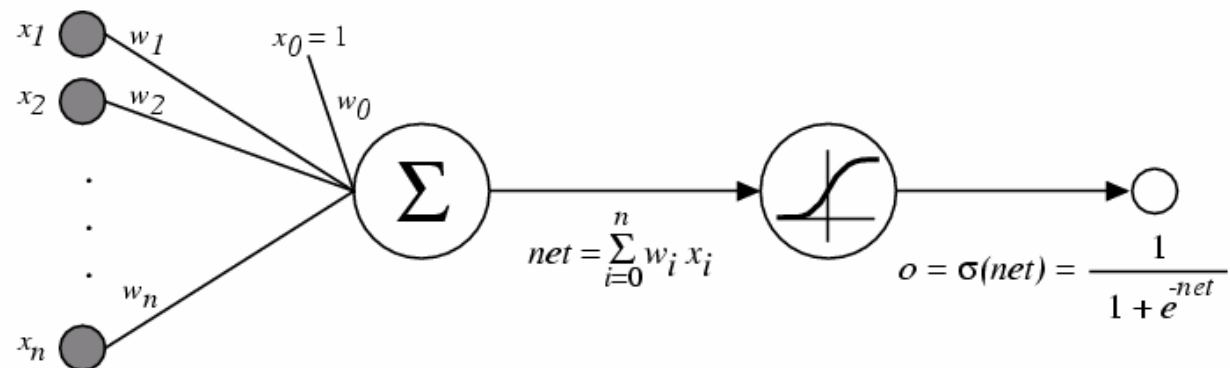 x1 w1
x0 = 1
x2 w2
w0
.
.
.
Σ
wn
xn
net = Σ i=0 n wi xi
o = σ(net) = 1 / 1 + e^-net